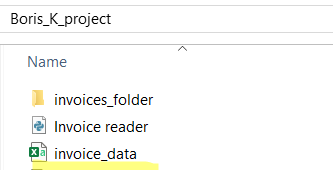 Boris_K_project
Name
invoices_folder
Invoice reader
invoice_data